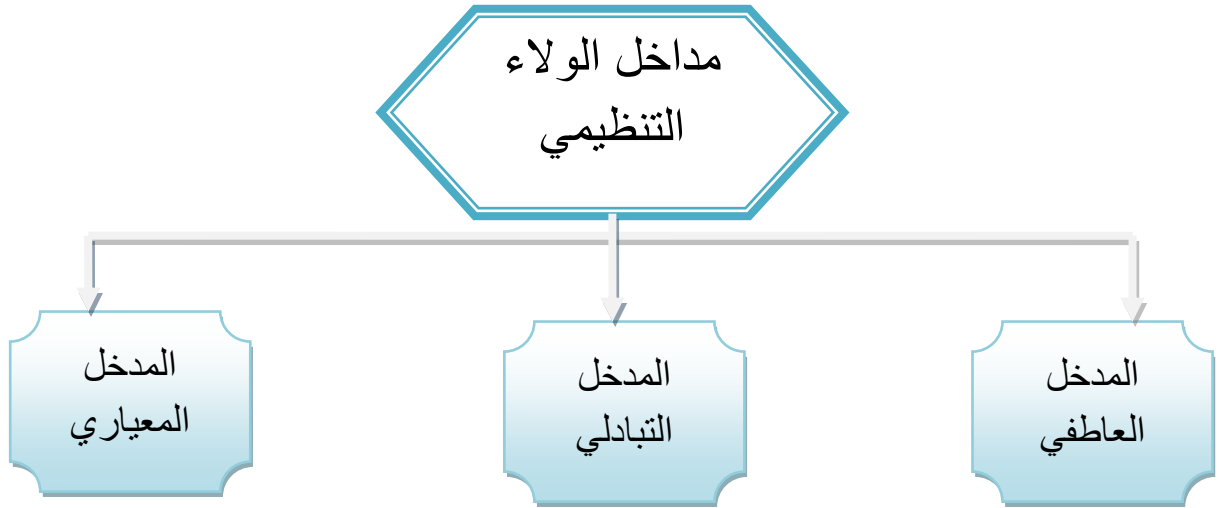 مداخل الولاء
التنظيمي
المدخل
العاطفي
المدخل
التبادلي
المدخل
المعياري